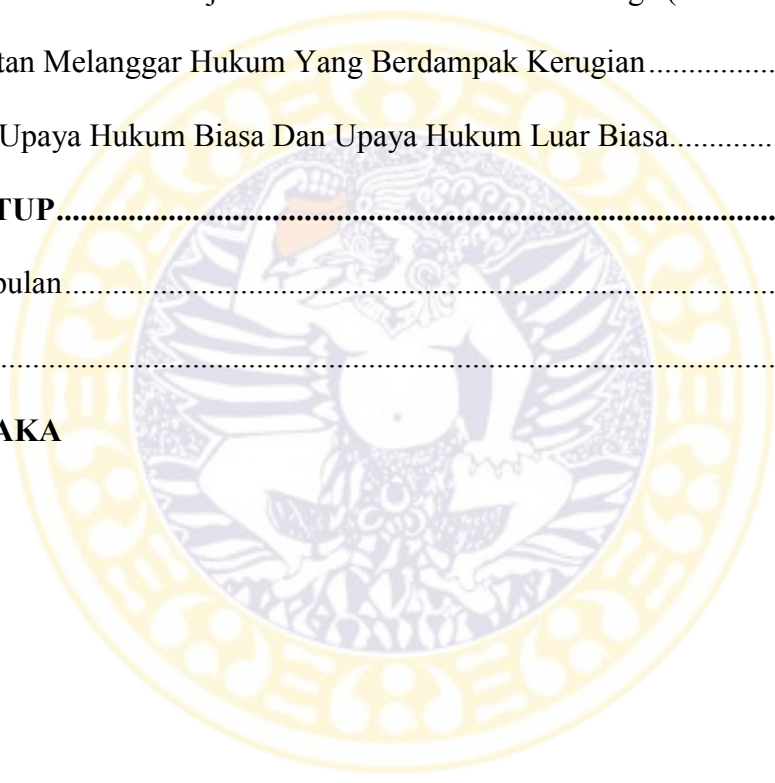 tan Melanggar Hukum Yang Berdampak Kerugian.................
Upaya Hukum Biasa Dan Upaya Hukum Luar Biasa.............
TUP................................................................................
pulan...............................................................................
......................................................................................
AKA